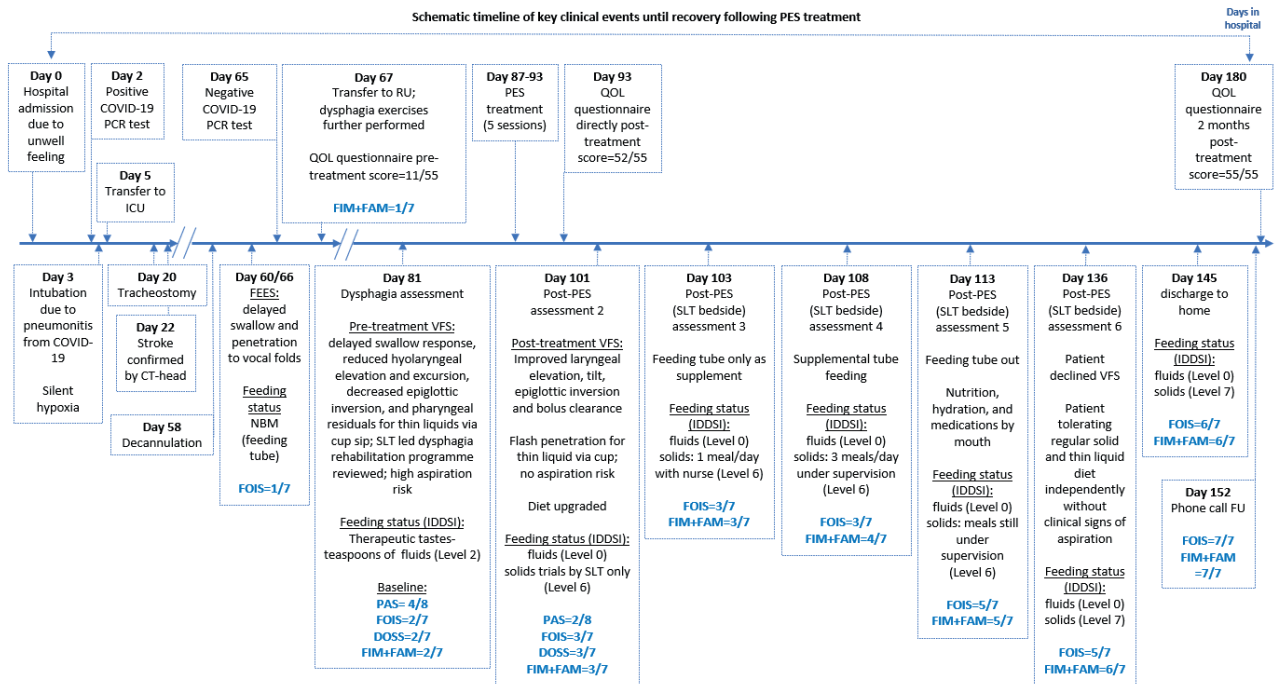 Schematic timeline of key clinical events until recovery following PES treatment
Days in
hospital
Day 0
Hospital
admission
due to
unwell
feeling
Day 2
Positive
COVID-19
PCR test
Day 5
Transfer to
ICU
Day 65
Negative
COVID-19
PCR test
Day 67
Transfer to RU;
dysphagia exercises
further performed
QOL questionnaire pre-
treatment score=11/55
FIM+FAM=1/7
Day 87-93
PES
treatment
(5 sessions)
Day 93
QOL
questionnaire
directly post-
treatment
score=52/55
Day 180
QOL
questionnaire
2 months
post-
treatment
score=55/55
Day 3
Intubation
due to
pneumonitis
from COVID-
19
Silent
hypoxia
Day 20
Tracheostomy
Day 22
Stroke
confirmed
by CT-head
Day 58
Decannulation
Day 60/66
FEES:
delayed
swallow and
penetration
to vocal folds
Feeding
status
NBM
(feeding
tube)
FOIS=1/7
Day 81
Dysphagia assessment
Pre-treatment VFS:
delayed swallow response,
reduced hyolaryngeal
elevation and excursion,
decreased epiglottic
inversion, and pharyngeal
residuals for thin liquids via
cup sip; SLT led dysphagia
rehabilitation programme
reviewed; high aspiration
risk
Feeding status (IDDSI):
Therapeutic tastes-
teaspoons of fluids (Level 2)
Baseline:
PAS= 4/8
FOIS=2/7
DOSS=2/7
FIM+FAM=2/7
Day 101
Post-PES
assessment 2
Post-treatment VFS:
Improved laryngeal
elevation, tilt,
epiglottic inversion
and bolus clearance
Flash penetration for
thin liquid via cup;
no aspiration risk
Diet upgraded
Feeding status (IDDSI):
fluids (Level 0)
solids trials by SLT only
(Level 6)
PAS=2/8
FOIS=3/7
DOSS=3/7
FIM+FAM=3/7
Day 103
Post-PES
(SLT bedside)
assessment 3
Feeding tube only as
supplement
Feeding status
(IDDSI):
fluids (Level 0)
solids: 1 meal/day
with nurse (Level 6)
FOIS=3/7
FIM+FAM=3/7
Day 108
Post-PES
(SLT bedside)
assessment 4
Supplemental tube
feeding
Feeding status
(IDDSI):
fluids (Level 0)
solids: 3 meals/day
under supervision
(Level 6)
FOIS=3/7
FIM+FAM=4/7
Day 113
Post-PES
(SLT bedside)
assessment 5
Feeding tube out
Nutrition,
hydration, and
medications by
mouth
Feeding status
(IDDSI):
fluids (Level 0)
solids: meals still
under
supervision
(Level 6)
FOIS=5/7
FIM+FAM=5/7
Day 136
Post-PES
(SLT bedside)
assessment 6
Patient
declined VFS
Patient
tolerating
regular solid
and thin liquid
diet
independently
without
clinical signs of
aspiration
Feeding status
(IDDSI):
fluids (Level 0)
solids (Level 7)
FOIS=5/7
FIM+FAM=6/7
Day 145
discharge to
home
Feeding status
(IDDSI):
fluids (Level 0)
solids (Level 7)
FOIS=6/7
FIM+FAM=6/7
Day 152
Phone call FU
FOIS=7/7
FIM+FAM
=7/7